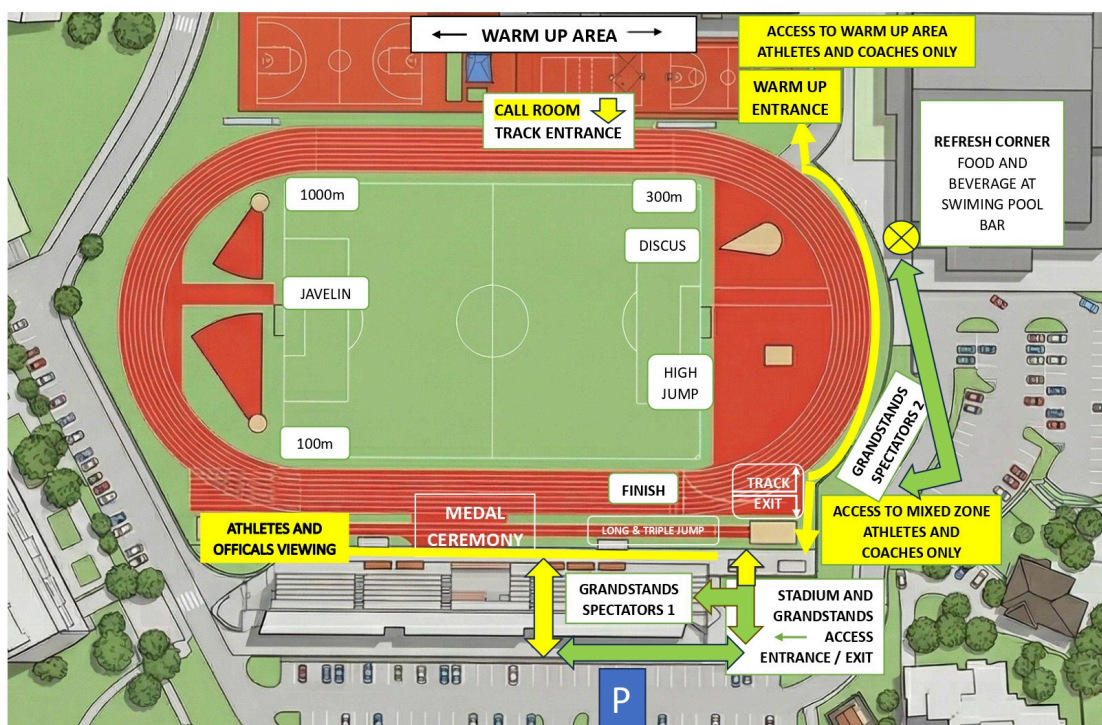 WARM UP AREA
ACCESS TO WARM UP AREA
ATHLETES AND COACHES ONLY
WARM UP
ENTRANCE
CALL ROOM
TRACK ENTRANCE
REFRESH CORNER
FOOD AND
BEVERAGE AT
SWIMING POOL
BAR
1000m
300m
DISCUS
JAVELIN
HIGH
JUMP
100m
GRANDSTANDS
SPECTATORS 2
FINISH
TRACK
EXIT
MEDAL
CEREMONY
LONG & TRIPLE JUMP
ATHLETES AND
OFFICALS VIEWING
ACCESS TO MIXED ZONE
ATHLETES AND
COACHES ONLY
GRANDSTANDS
SPECTATORS 1
STADIUM AND
GRANDSTANDS
ACCESS
ENTRANCE / EXIT
P